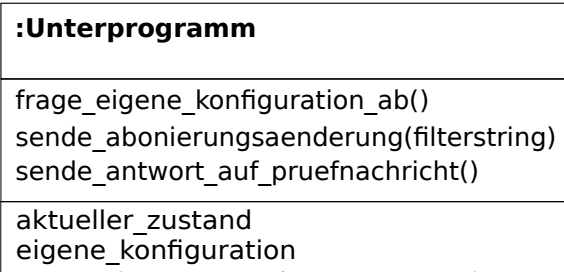 :Unterprogramm
frage_eigene_konfiguration_ab()
sende_abonierungsaenderung(filterstring)
sende_antwort_auf_pruefnachricht()
aktueller_zustand
eigene_konfiguration